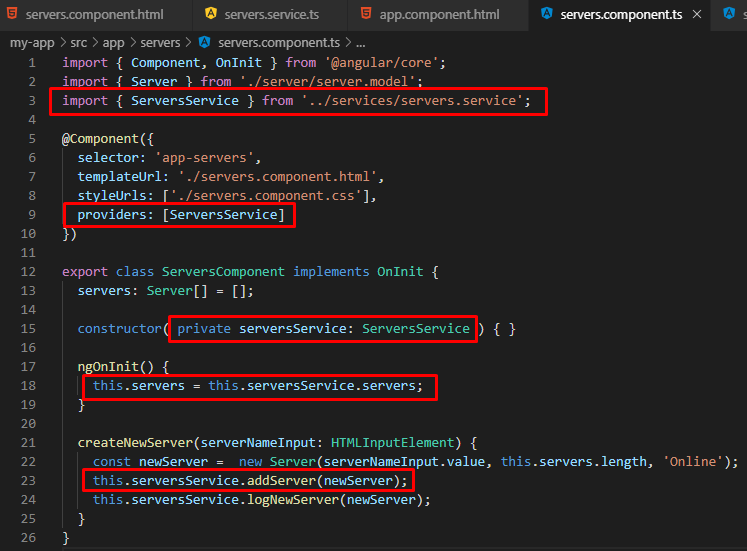 servers.component.html servers.service.ts app.component.html servers.component.ts ×
my-app > src > app > servers > servers.component.ts > ...
1 import { Component, OnInit } from '@angular/core';
2 import { Server } from './server/server.model';
3 import { ServersService } from '../services/servers.service';
4
5 @Component({
6   selector: 'app-servers',
7   templateUrl: './servers.component.html',
8   styleUrls: ['./servers.component.css'],
9   providers: [ServersService]
10 })
11
12 export class ServersComponent implements OnInit {
13   servers: Server[] = [];
14
15   constructor( private serversService: ServersService ) { }
16
17   ngOnInit() {
18     this.servers = this.serversService.servers;
19   }
20
21   createNewServer(serverNameInput: HTMLInputElement) {
22     const newServer =  new Server(serverNameInput.value, this.servers.length, 'Online');
23     this.serversService.addServer(newServer);
24     this.serversService.logNewServer(newServer);
25   }
26 }